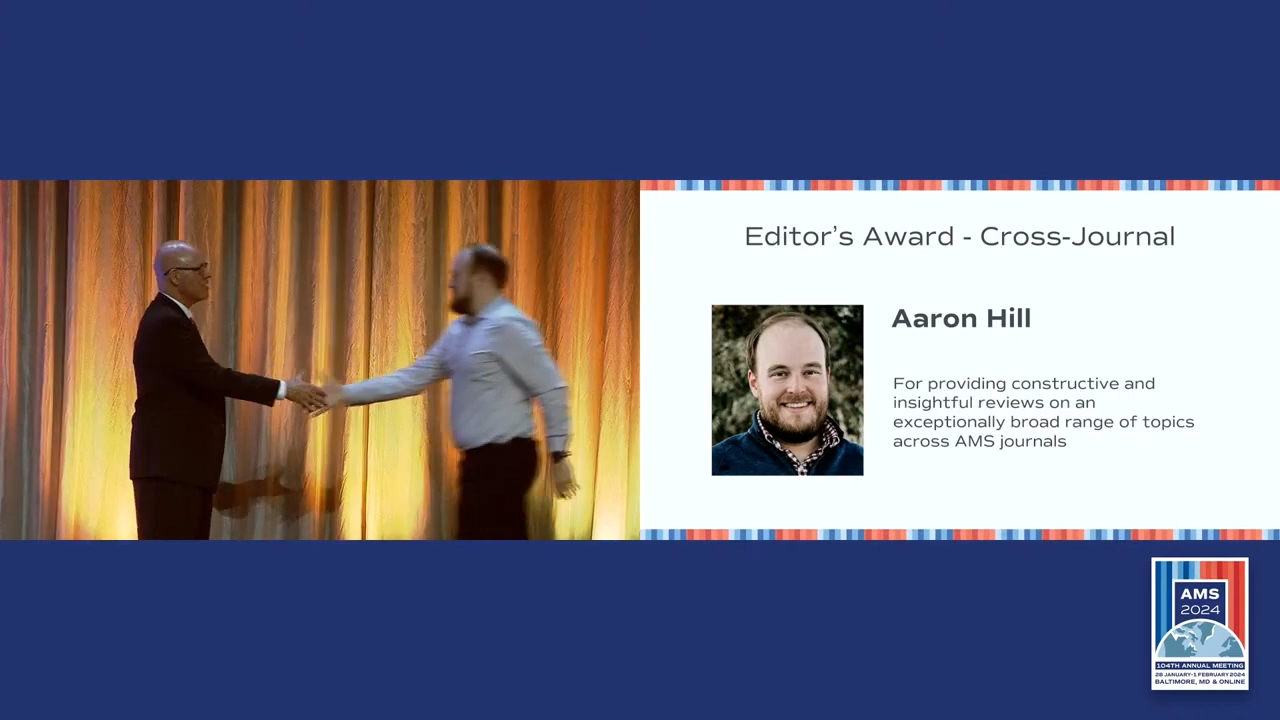 Editor's Award - Cross-Journal
Aaron Hill
For providing constructive and
insightful reviews on an
exceptionally broad range of topics
across AMS journals
AMS
2024
104TH ANNUAL MEETING
28 JANUARY-1 FEBRUARY 2024
BALTIMORE, MD & ONLINE